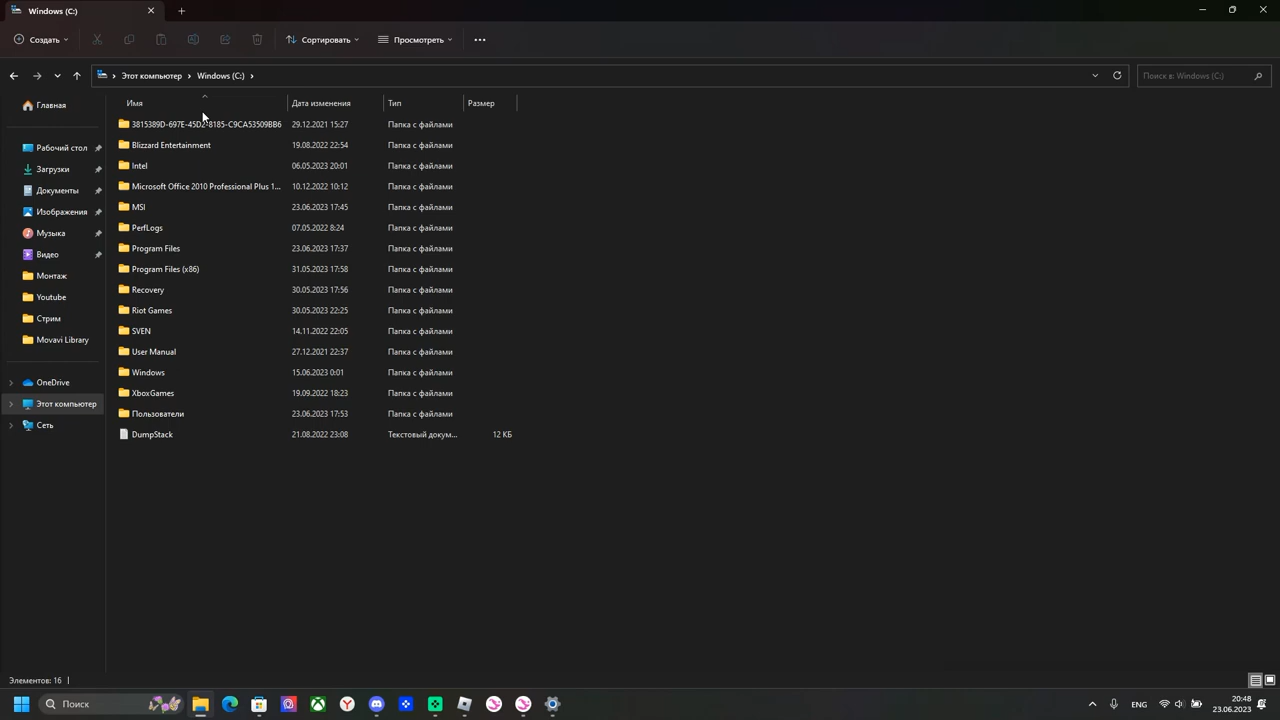 Windows (C:)
Создать
Сортировать
Просмотреть
Этот компьютер
Windows (C:)
Поиск в: Windows (C:)
Главная
Рабочий стол
Загрузки
Документы
Изображения
Музыка
Видео
Монтаж
Youtube
Стрим
Movavi Library
OneDrive
Этот компьютер
Сеть
Имя Дата изменения Тип Размер
3815389D-697E-45D2-8185-C9CA53509BB6 29.12.2021 15:27 Папка с файлами
Blizzard Entertainment 19.08.2022 22:54 Папка с файлами
Intel 06.05.2023 20:01 Папка с файлами
Microsoft Office 2010 Professional Plus 1... 10.12.2022 10:12 Папка с файлами
MSI 23.06.2023 17:45 Папка с файлами
PerfLogs 07.05.2022 8:24 Папка с файлами
Program Files 23.06.2023 17:37 Папка с файлами
Program Files (x86) 31.05.2023 17:58 Папка с файлами
Recovery 30.05.2023 17:56 Папка с файлами
Riot Games 30.05.2023 22:25 Папка с файлами
SVEN 14.11.2022 22:05 Папка с файлами
User Manual 27.12.2021 22:37 Папка с файлами
Windows 15.06.2023 0:01 Папка с файлами
XboxGames 19.09.2022 18:23 Папка с файлами
Пользователи 23.06.2023 17:53 Папка с файлами
DumpStack 21.08.2022 23:08 Текстовый докум... 12 КБ
Элементов: 16
Поиск
ENG
20:48
23.06.2023